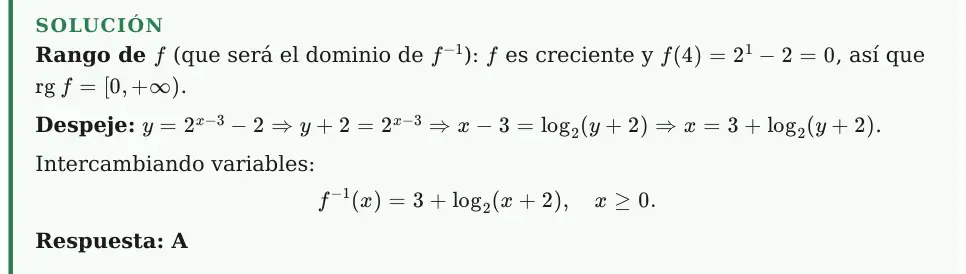 SOLUCIÓN
Rango de f (que será el dominio de f⁻¹): f es creciente y f(4) = 2¹ − 2 = 0, así que
rg f = [0, +∞).
Despeje: y = 2ˣ⁻³ − 2 ⇒ y + 2 = 2ˣ⁻³ ⇒ x − 3 = log₂(y + 2) ⇒ x = 3 + log₂(y + 2).
Intercambiando variables:
f⁻¹(x) = 3 + log₂(x + 2), x ≥ 0.
Respuesta: A